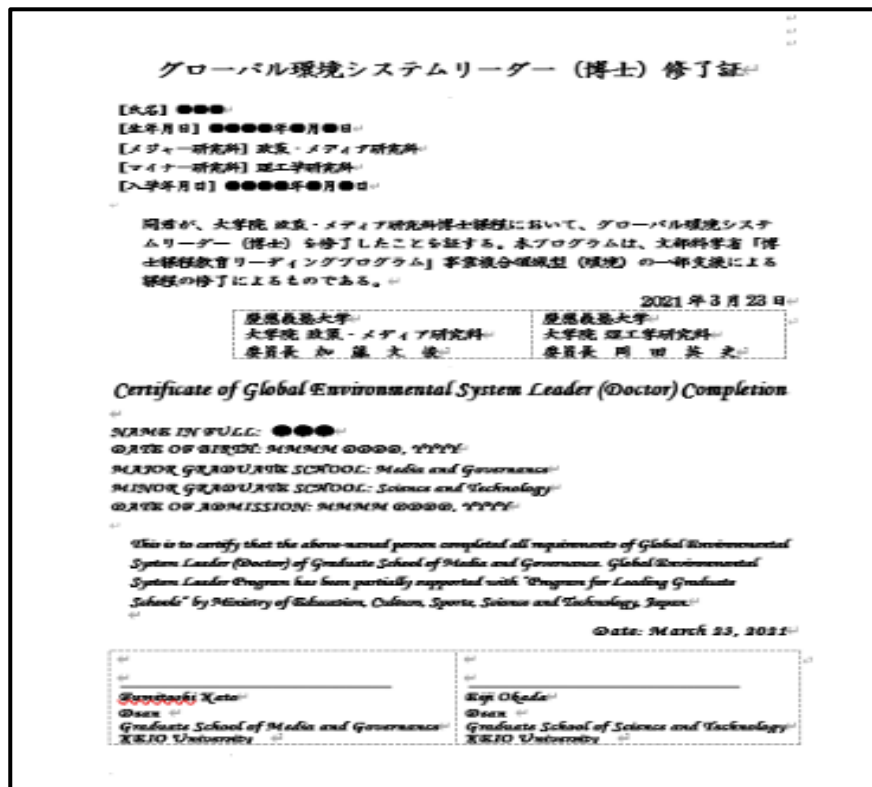 グローバル環境システムリーダー（博士）修了証
[氏名] ●●●
[生年月日] ●●●●年●月●日
[メジャー研究科] 政策・メディア研究科
[マイナー研究科] 理工学研究科
[入学年月日] ●●●●年●月●日
同君が、大学院 政策・メディア研究科博士課程において、グローバル環境システ
ムリーダー（博士）を修了したことを証する。本プログラムは、文部科学省「博
士課程教育リーディングプログラム」事業複合領域型（環境）の一部支援による
課程の修了によるものである。
2021 年 3 月 23 日
慶應義塾大学
大学院 政策・メディア研究科
委員長 加 藤 文 俊
慶應義塾大学
大学院 理工学研究科
委員長 岡 田 英 史
Certificate of Global Environmental System Leader (Doctor) Completion
NAME IN FULL: ●●●
DATE OF BIRTH: MMMM DDDD, YYYY
MAJOR GRADUATE SCHOOL: Media and Governance
MINOR GRADUATE SCHOOL: Science and Technology
DATE OF ADMISSION: MMMM DDDD, YYYY
This is to certify that the above-named person completed all requirements of Global Environmental
System Leader (Doctor) of Graduate School of Media and Governance. Global Environmental
System Leader Program has been partially supported with "Program for Leading Graduate
Schools" by Ministry of Education, Culture, Sports, Science and Technology, Japan.
Date: March 23, 2021
Fumitoshi Kato
Dean
Graduate School of Media and Governance
KEIO University
Eiji Okada
Dean
Graduate School of Science and Technology
KEIO University